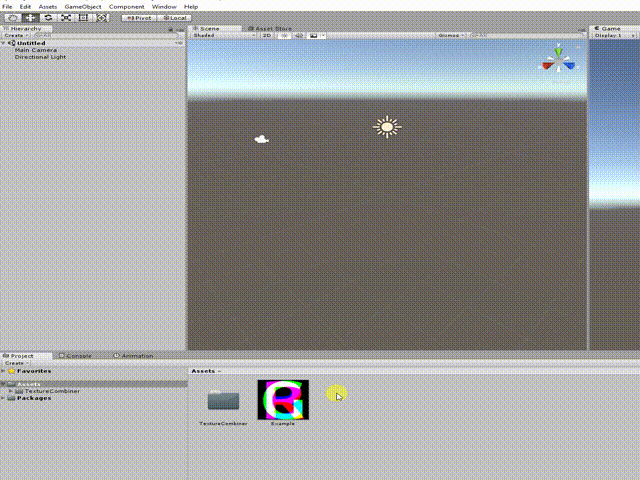 File Edit Assets GameObject Component Window Help
Pivot Local
Hierarchy
Create
Untitled
Main Camera
Directional Light
Scene Asset Store
Shaded 2D Gizmos
Game
Display 1
Project Console Animation
Create
Favorites
Assets
TextureCombiner
Packages
Assets
TextureCombiner Example